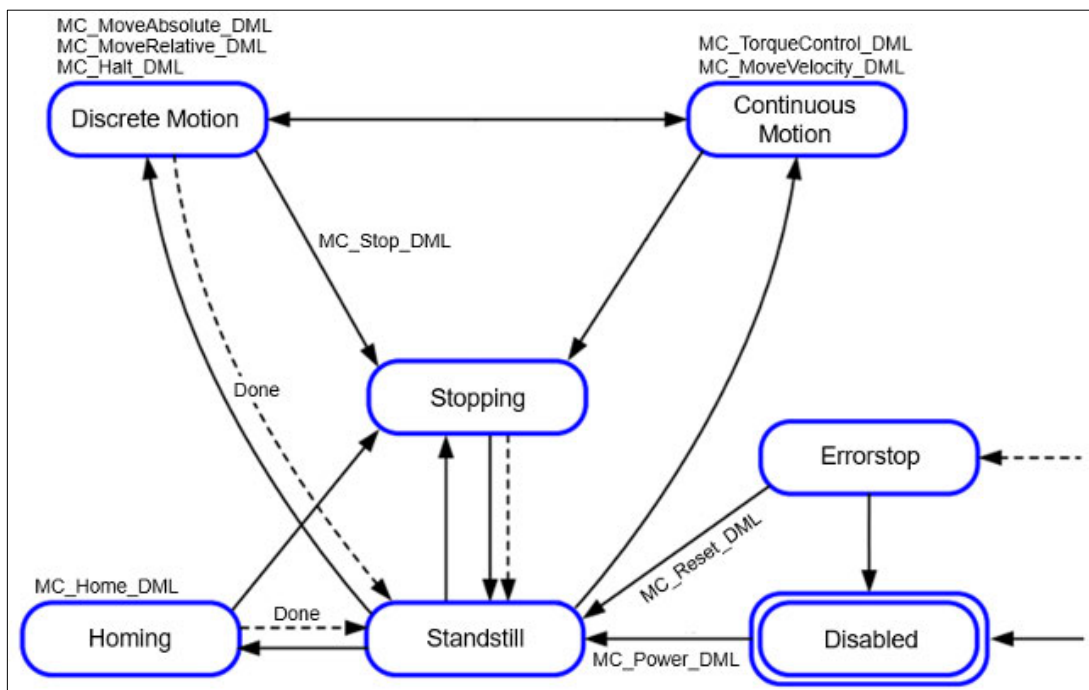 MC_MoveAbsolute_DML
MC_MoveRelative_DML
MC_Halt_DML
Discrete Motion
MC_TorqueControl_DML
MC_MoveVelocity_DML
Continuous
Motion
MC_Stop_DML
Done
Stopping
Errorstop
MC_Reset_DML
MC_Home_DML
Homing
Done
Standstill
MC_Power_DML
Disabled